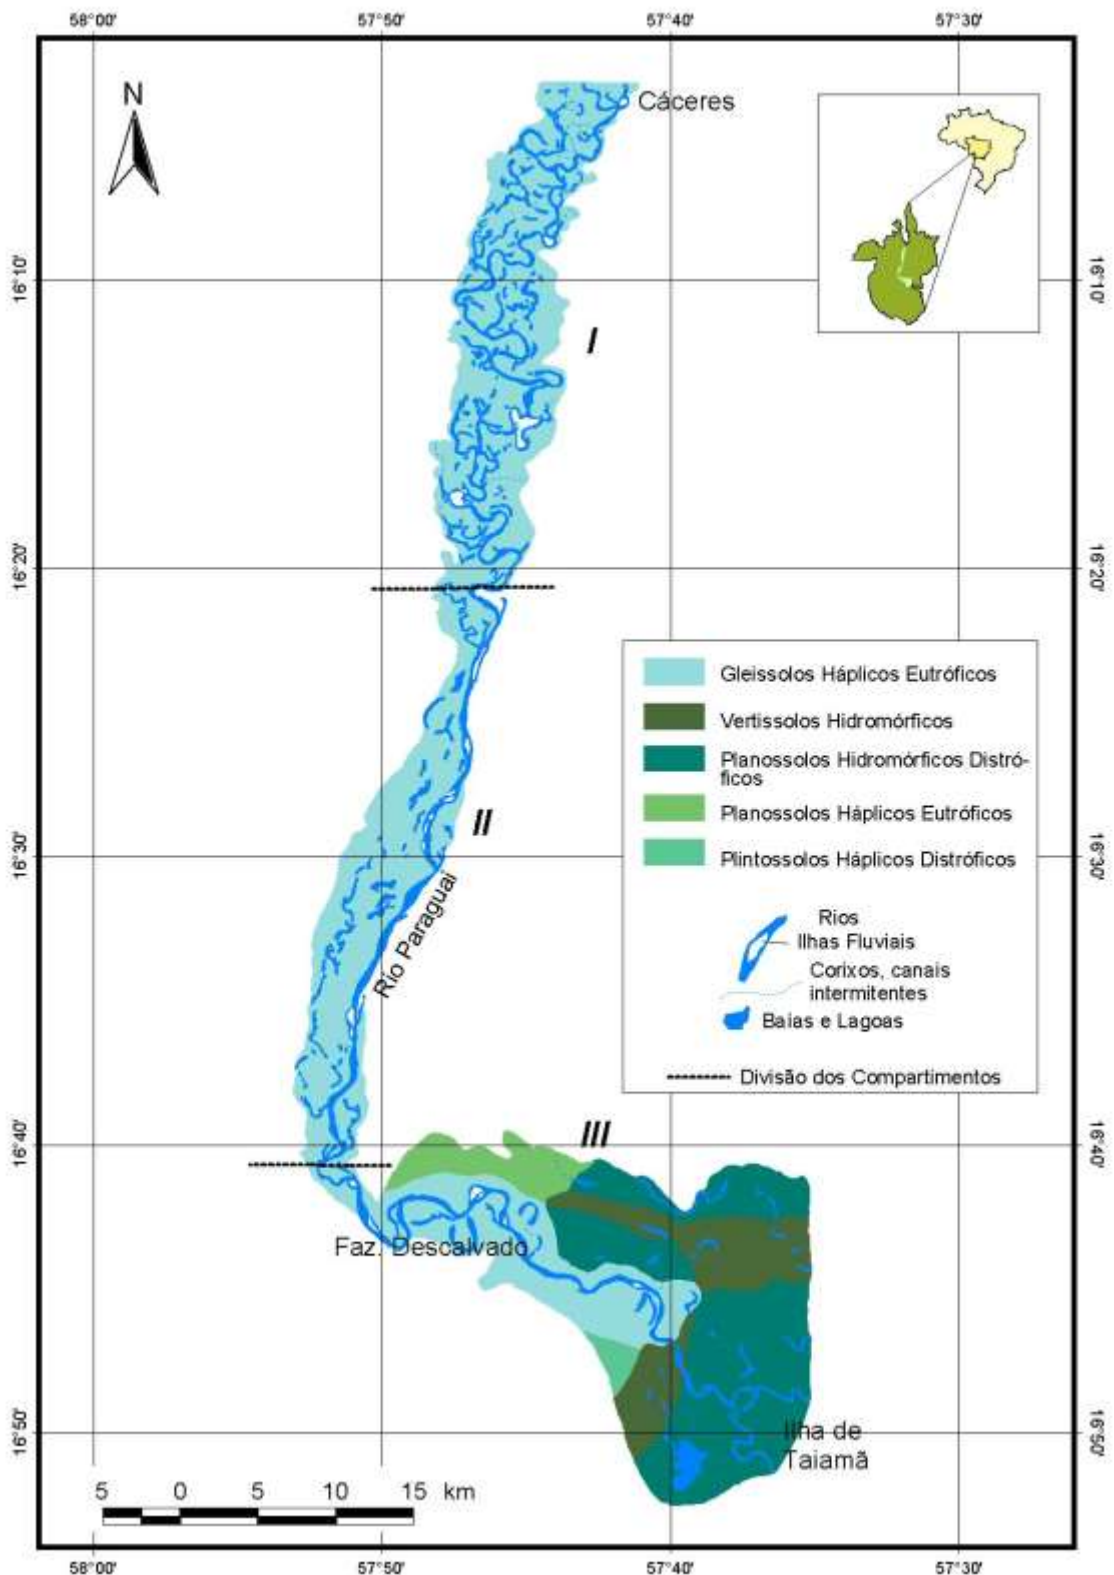 58°00' 57°50' 57°40' 57°30'
N
Cáceres
16°10' 16°10'
I
16°20' 16°20'
Gleissolos Háplicos Eutróficos
Vertissolos Hidromórficos
Planossolos Hidromórficos Distró-
ficos
Planossolos Háplicos Eutróficos
Plintossolos Háplicos Distróficos
II
16°30' 16°30'
Rio Paraguai
Rios
Ilhas Fluviais
Corixos, canais
intermitentes
Baías e Lagoas
Divisão dos Compartimentos
III
16°40' 16°40'
Faz. Descalvado
16°50' 16°50'
Ilha de
Taiamã
5 0 5 10 15 km
58°00' 57°50' 57°40' 57°30'